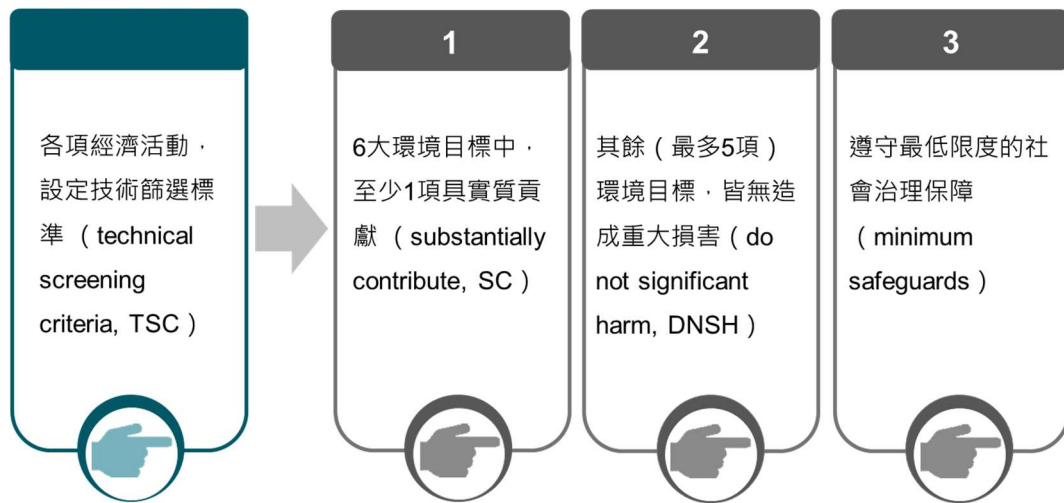 各項經濟活動，
設定技術篩選標
準（technical
screening
criteria, TSC）
1
6大環境目標中，
至少1項具實質貢
獻（substantially
contribute, SC）
2
其餘（最多5項）
環境目標，皆無造
成重大損害（do
not significant
harm, DNSH）
3
遵守最低限度的社
會治理保障
（minimum
safeguards）